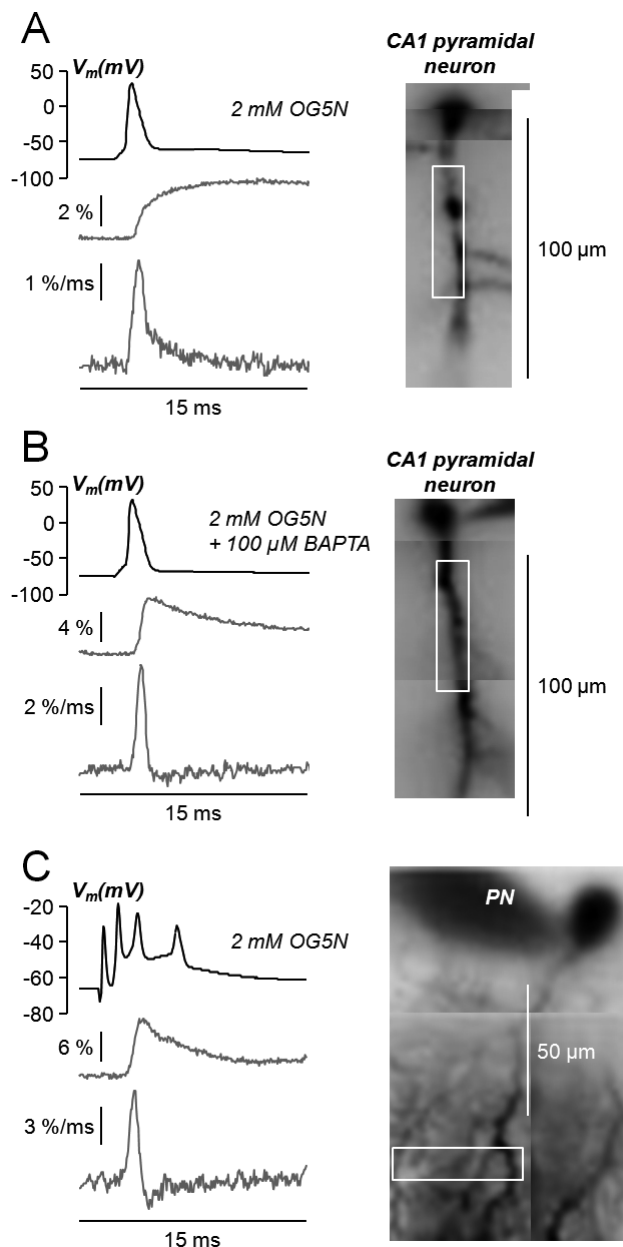 A
V_m(mV)
50
0
-50
-100
2 mM OG5N
2 %
1 %/ms
15 ms
CA1 pyramidal
neuron
100 µm
B
V_m(mV)
50
0
-50
-100
2 mM OG5N
+ 100 µM BAPTA
4 %
2 %/ms
15 ms
CA1 pyramidal
neuron
100 µm
C
V_m(mV)
-20
-40
-60
-80
2 mM OG5N
6 %
3 %/ms
15 ms
PN
50 µm